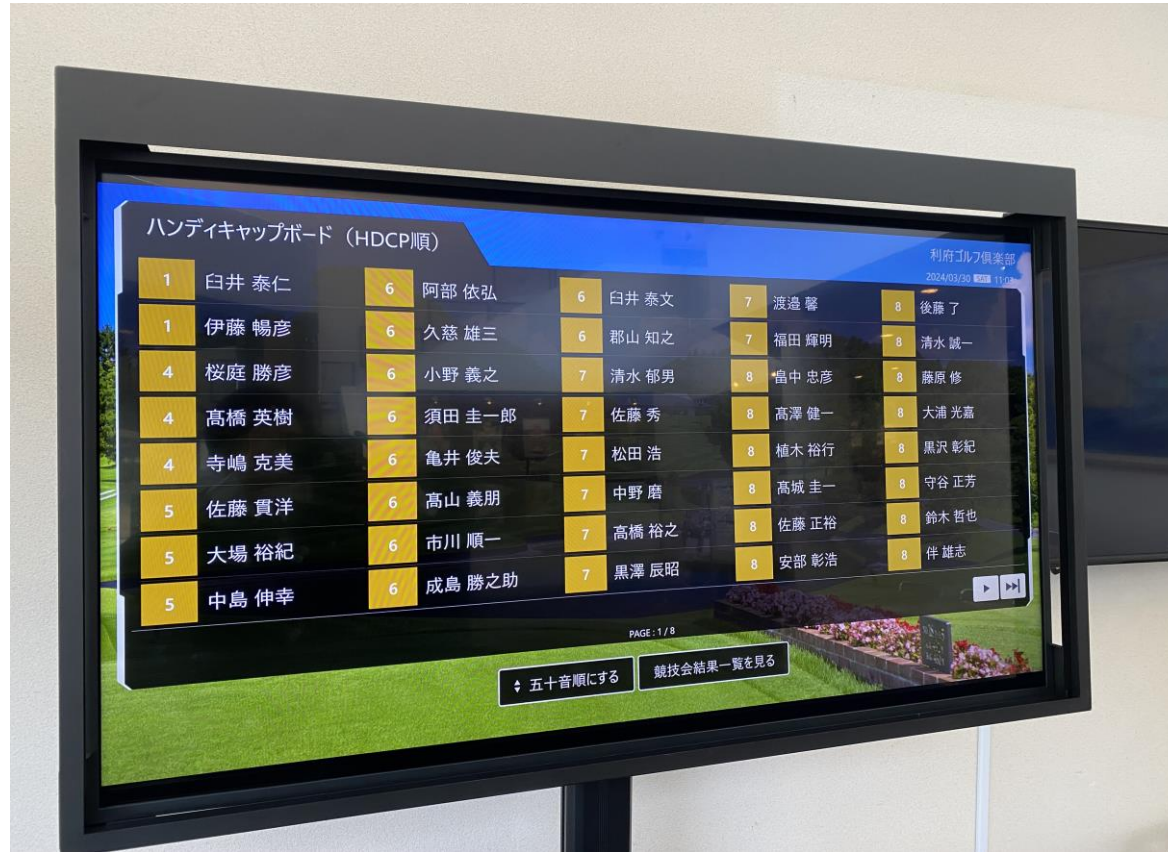 ハンディキャップボード（HDCP順）
利府ゴルフ倶楽部
2024/03/30 SAT 11:03
1 臼井 泰仁
1 伊藤 暢彦
4 桜庭 勝彦
4 髙橋 英樹
4 寺嶋 克美
5 佐藤 貫洋
5 大場 裕紀
5 中島 伸幸
6 阿部 依弘
6 久慈 雄三
6 小野 義之
6 須田 圭一郎
6 亀井 俊夫
6 髙山 義朋
6 市川 順一
6 成島 勝之助
6 臼井 泰文
6 郡山 知之
7 清水 郁男
7 佐藤 秀
7 松田 浩
7 中野 磨
7 高橋 裕之
7 黒澤 辰昭
7 渡邉 馨
7 福田 輝明
8 畠中 忠彦
8 髙澤 健一
8 植木 裕行
8 髙城 圭一
8 佐藤 正裕
8 安部 彰浩
8 後藤 了
8 清水 誠一
8 藤原 修
8 大浦 光嘉
8 黒沢 彰紀
8 守谷 正芳
8 鈴木 哲也
8 伴 雄志
PAGE : 1 / 8
五十音順にする
競技会結果一覧を見る